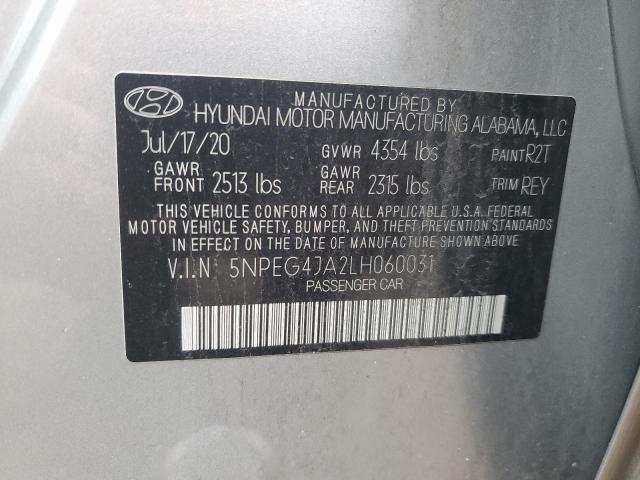 MANUFACTURED BY
HYUNDAI MOTOR MANUFACTURING ALABAMA, LLC
Jul/17/20 GVWR 4354 lbs PAINT R2T
GAWR FRONT 2513 lbs GAWR REAR 2315 lbs TRIM REY
THIS VEHICLE CONFORMS TO ALL APPLICABLE U.S.A. FEDERAL
MOTOR VEHICLE SAFETY, BUMPER, AND THEFT PREVENTION STANDARDS
IN EFFECT ON THE DATE OF MANUFACTURE SHOWN ABOVE
V.I.N 5NPEG4JA2LH060031
PASSENGER CAR